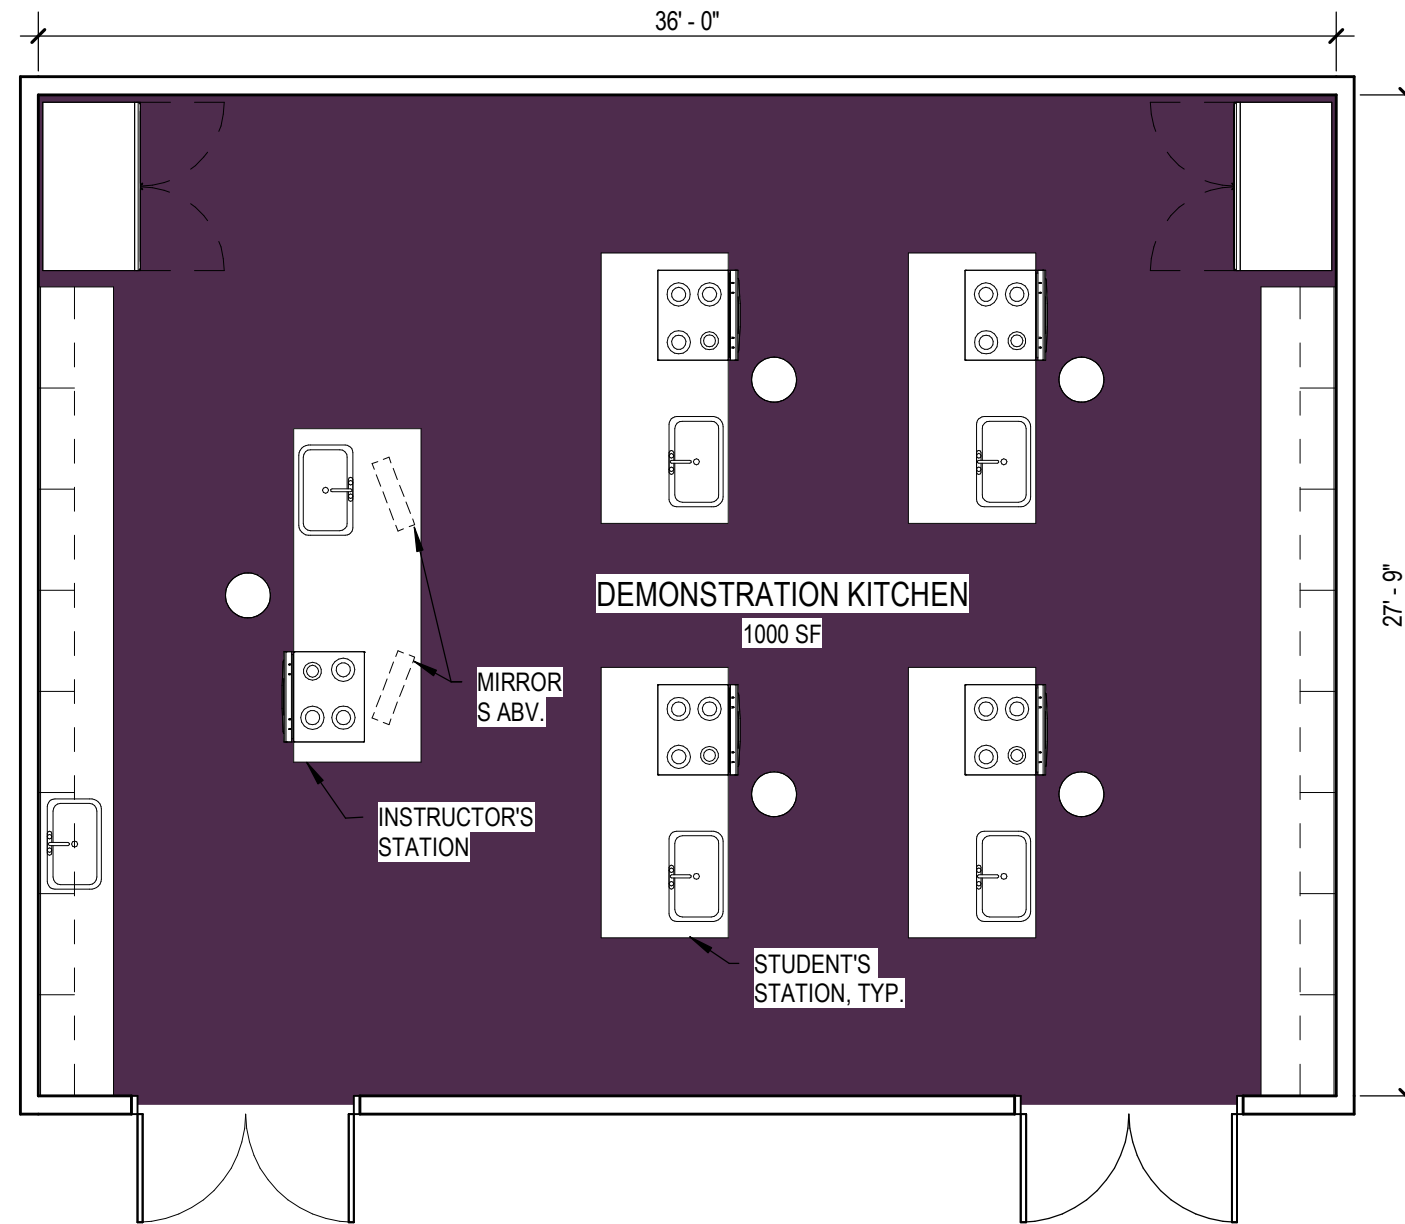 36' - 0"
27' - 9"
DEMONSTRATION KITCHEN
1000 SF
MIRROR
S ABV.
INSTRUCTOR'S
STATION
STUDENT'S
STATION, TYP.